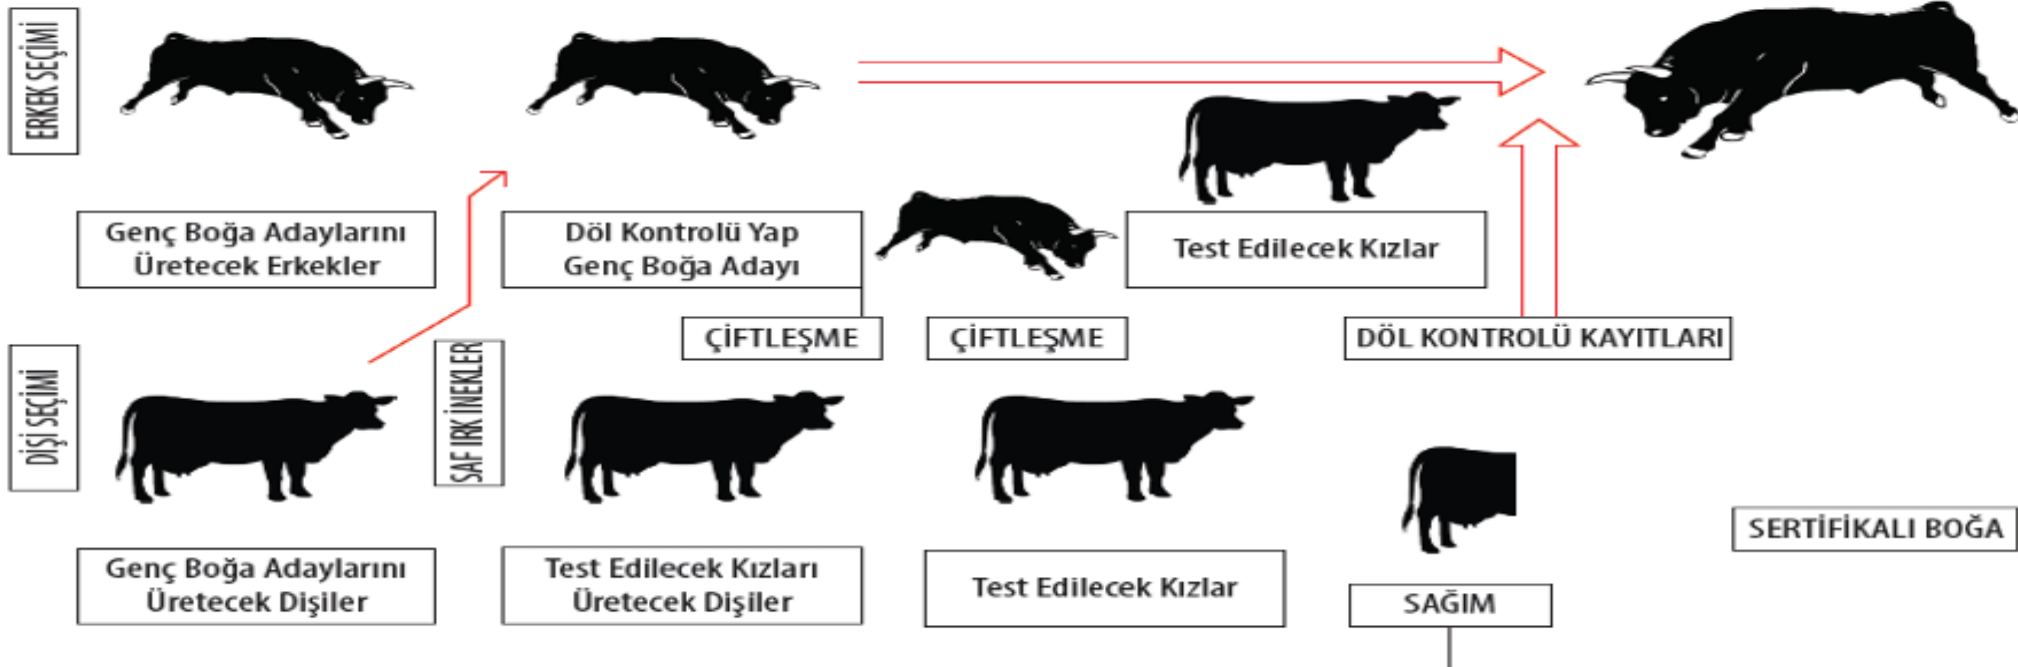 ERKEK SEÇİMİ
Genç Boğa Adaylarını
Üretecek Erkekler
Döl Kontrolü Yap
Genç Boğa Adayı
Test Edilecek Kızlar
ÇİFTLEŞME
ÇİFTLEŞME
DÖL KONTROLÜ KAYITLARI
DİŞİ SEÇİMİ
SAF IRK İNEKLER
Genç Boğa Adaylarını
Üretecek Dişiler
Test Edilecek Kızları
Üretecek Dişiler
Test Edilecek Kızlar
SAĞIM
SERTİFİKALI BOĞA